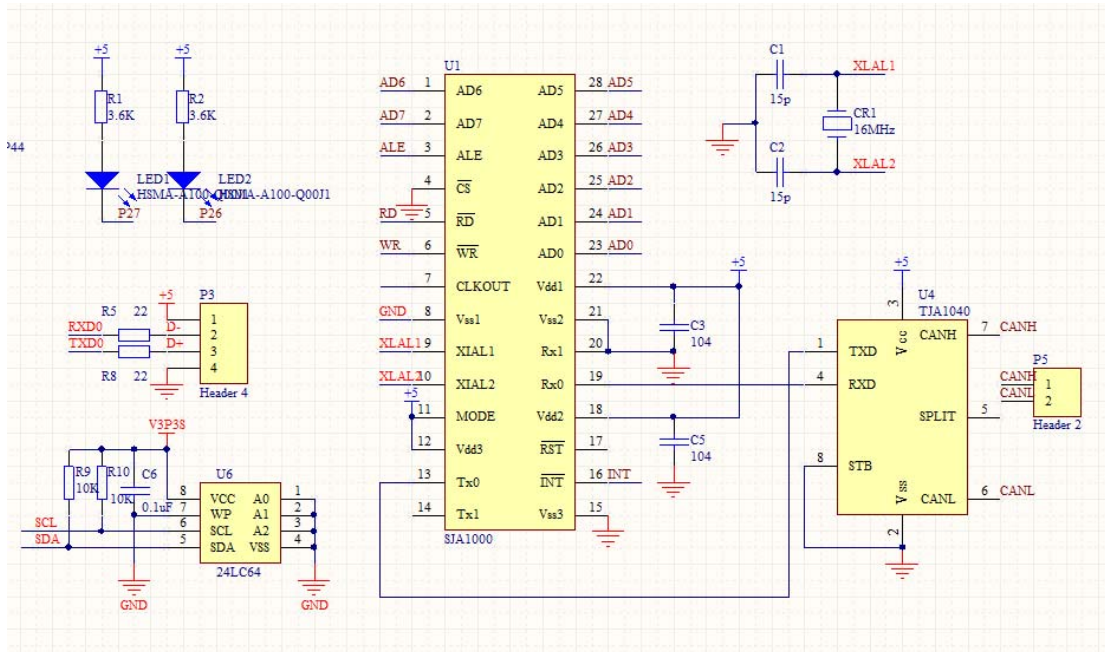 +5
R1
3.6K
LED1
HSMA-A100-Q00J1
P27
+5
R2
3.6K
LED2
HSMA-A100-Q00J1
P26
P44
P3
+5
R5 22
RXD0
D-
TXD0
D+
R8 22
1
2
3
4
Header 4
V3P3S
R9
10K
R10
10K
C6
0.1uF
SCL
SDA
U6
8 VCC A0 1
7 WP A1 2
6 SCL A2 3
5 SDA VSS 4
24LC64
GND
GND
U1
AD6 1 AD6 AD5 28 AD5
AD7 2 AD7 AD4 27 AD4
ALE 3 ALE AD3 26 AD3
4 CS AD2 25 AD2
RD 5 RD AD1 24 AD1
WR 6 WR AD0 23 AD0
7 CLKOUT Vdd1 22
GND 8 Vss1 Vss2 21
XLAL1 9 XIAL1 Rx1 20
XLAL2 10 XIAL2 Rx0 19
+5
11 MODE Vdd2 18
12 Vdd3 RST 17
13 Tx0 INT 16 INT
14 Tx1 Vss3 15
SJA1000
+5
C3
104
C5
104
C1
15p
C2
15p
XLAL1
CR1
16MHz
XLAL2
+5
U4
TJA1040
3
Vcc
1 TXD CANH 7 CANH
4 RXD
SPLIT 5
8 STB
CANL 6 CANL
Vss
2
P5
CANH 1
CANL 2
Header 2